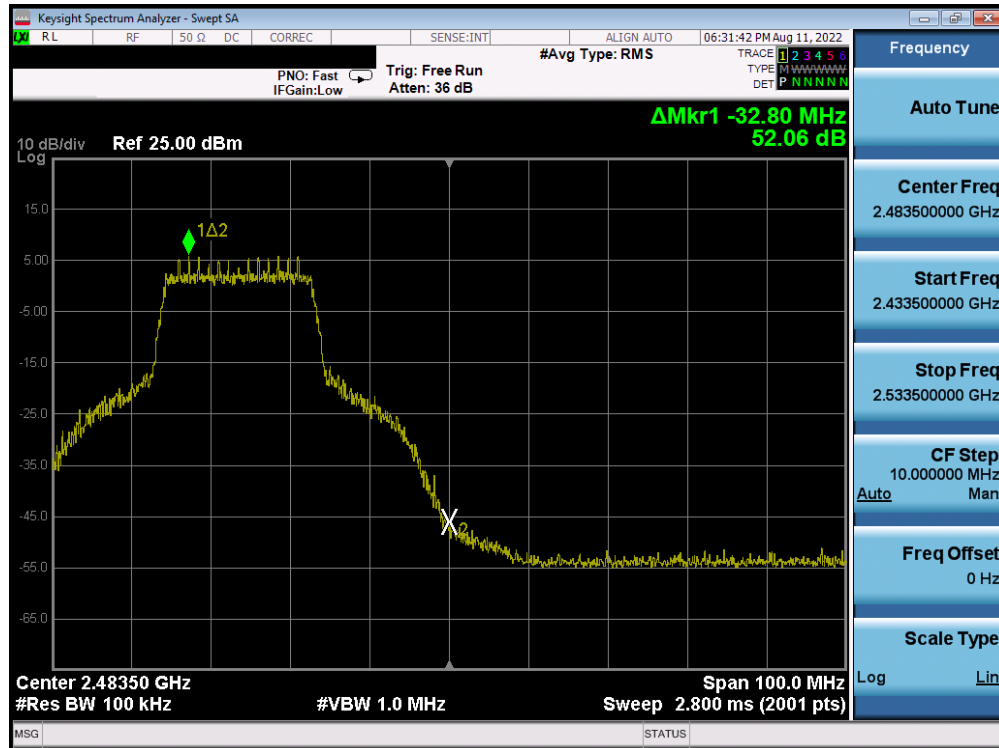 Keysight Spectrum Analyzer - Swept SA
LXI RL RF 50 Ω DC CORREC SENSE:INT ALIGN AUTO 06:31:42 PM Aug 11, 2022
#Avg Type: RMS
TRACE 1 2 3 4 5 6
TYPE M WWWWW
DET P N N N N N
PNO: Fast
IFGain:Low
Trig: Free Run
Atten: 36 dB
ΔMkr1 -32.80 MHz
52.06 dB
10 dB/div
Log
Ref 25.00 dBm
15.0
5.00
-5.00
-15.0
-25.0
-35.0
-45.0
-55.0
-65.0
1Δ2
X2
Center 2.48350 GHz
Span 100.0 MHz
#Res BW 100 kHz
#VBW 1.0 MHz
Sweep 2.800 ms (2001 pts)
MSG
STATUS
Frequency
Auto Tune
Center Freq
2.483500000 GHz
Start Freq
2.433500000 GHz
Stop Freq
2.533500000 GHz
CF Step
10.000000 MHz
Auto Man
Freq Offset
0 Hz
Scale Type
Log Lin